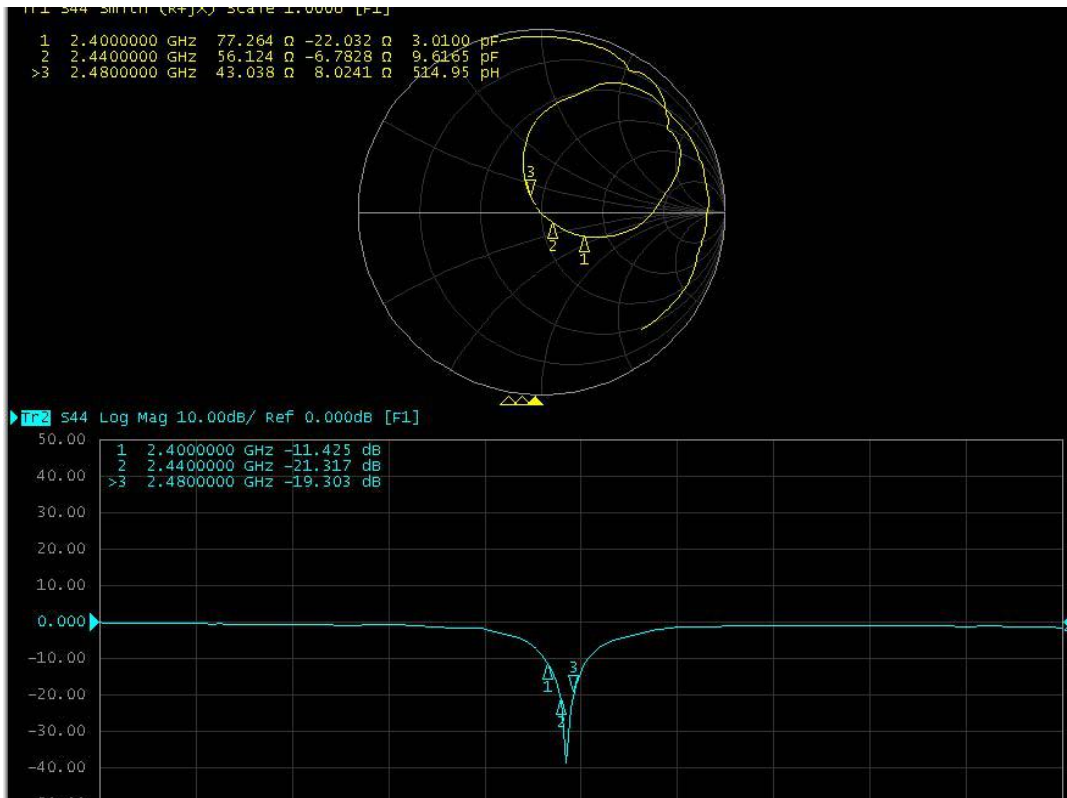 Tr1 S44 Smith (R+jX) Scale 1.000U [F1]
1 2.4000000 GHz 77.264 Ω -22.032 Ω 3.0100 pF
2 2.4400000 GHz 56.124 Ω -6.7828 Ω 9.6165 pF
>3 2.4800000 GHz 43.038 Ω 8.0241 Ω 514.95 pH
3
2
1
Tr2 S44 Log Mag 10.00dB/ Ref 0.000dB [F1]
50.00
1 2.4000000 GHz -11.425 dB
2 2.4400000 GHz -21.317 dB
>3 2.4800000 GHz -19.303 dB
40.00
30.00
20.00
10.00
0.000
-10.00
3
1
-20.00
2
-30.00
-40.00